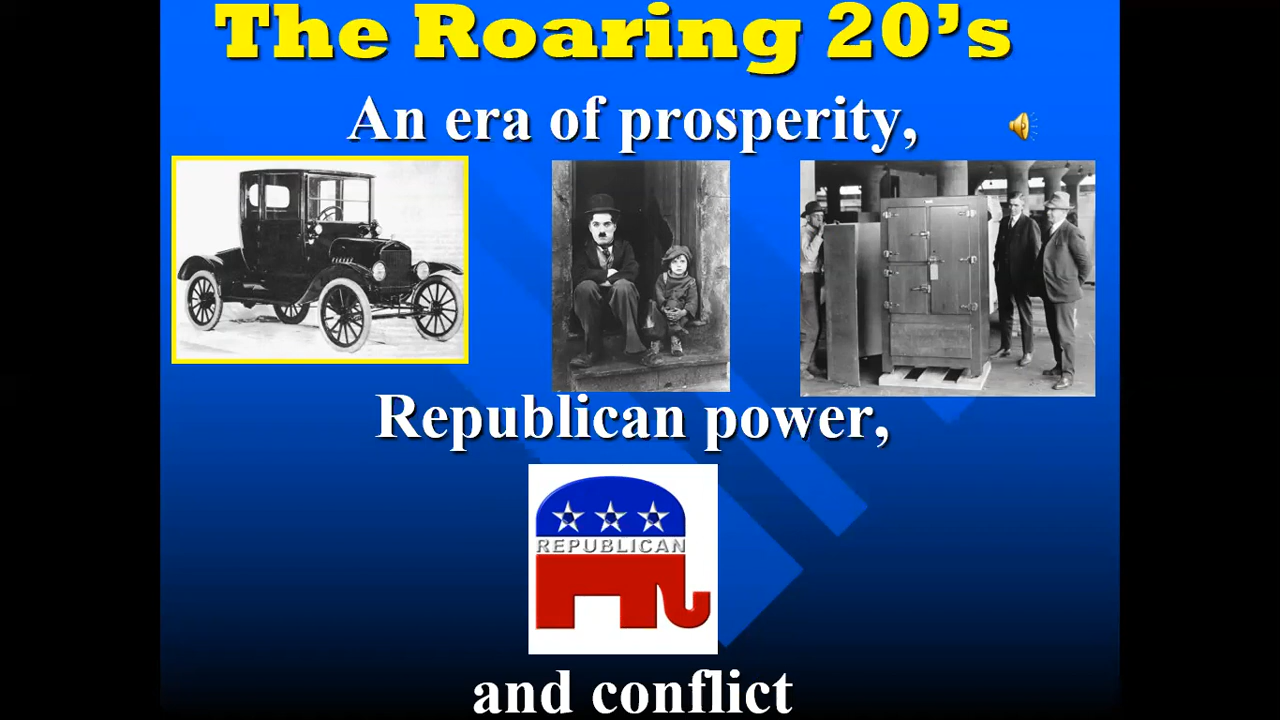 The Roaring 20’s
An era of prosperity,
Republican power,
REPUBLICAN
and conflict